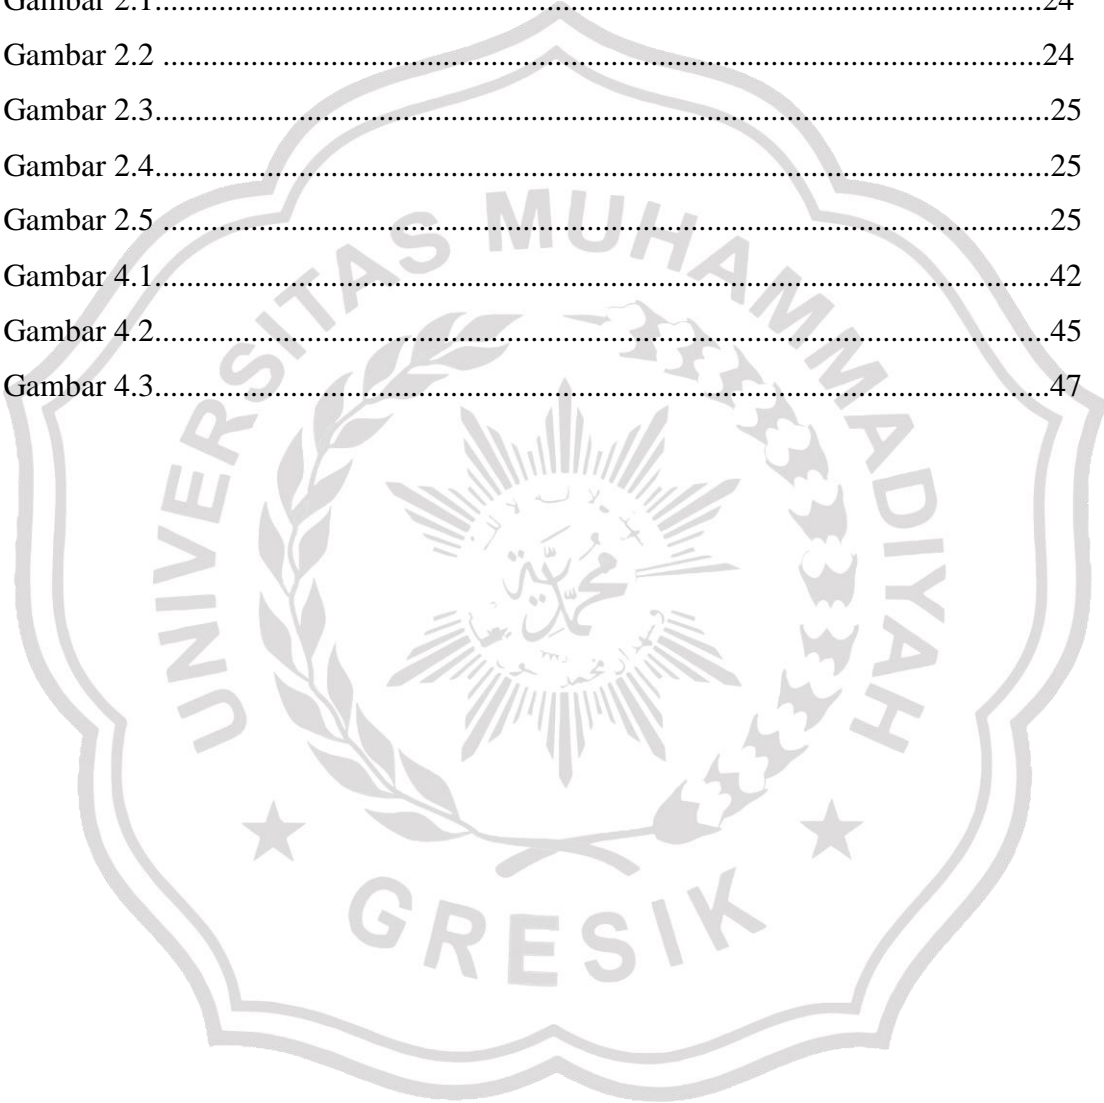 Gambar 2.1...............................................................................................................24
Gambar 2.2 ..............................................................................................................24
Gambar 2.3................................................................................................................25
Gambar 2.4................................................................................................................25
Gambar 2.5 ...............................................................................................................25
Gambar 4.1................................................................................................................42
Gambar 4.2................................................................................................................45
Gambar 4.3................................................................................................................47
UNIVERSITAS MUHAMMADIYAH
محمدية
GRESIK